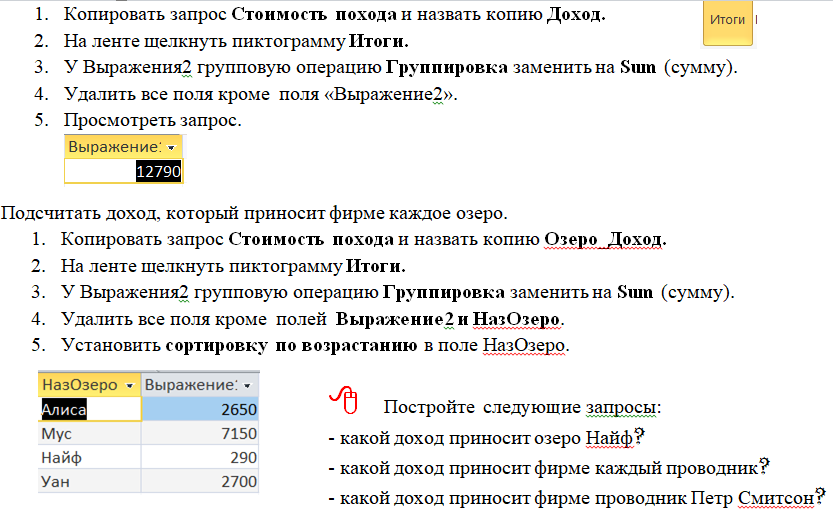 1. Копировать запрос Стоимость похода и назвать копию Доход.
Итоги
2. На ленте щелкнуть пиктограмму Итоги.
3. У Выражения2 групповую операцию Группировка заменить на Sum (сумму).
4. Удалить все поля кроме поля «Выражение2».
5. Просмотреть запрос.
Выражение:
12790
Подсчитать доход, который приносит фирме каждое озеро.
1. Копировать запрос Стоимость похода и назвать копию Озеро_Доход.
2. На ленте щелкнуть пиктограмму Итоги.
3. У Выражения2 групповую операцию Группировка заменить на Sum (сумму).
4. Удалить все поля кроме полей Выражение2 и НазОзеро.
5. Установить сортировку по возрастанию в поле НазОзеро.
НазОзеро Выражение:
Алиса 2650
Мус 7150
Найф 290
Уан 2700
Постройте следующие запросы:
- какой доход приносит озеро Найф?
- какой доход приносит фирме каждый проводник?
- какой доход приносит фирме проводник Петр Смитсон?